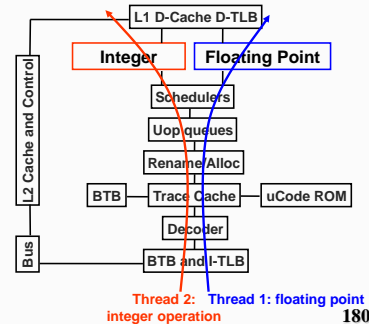 L1 D-Cache D-TLB
Integer
Floating Point
L2 Cache and Control
Schedulers
Uop queues
Rename/Alloc
BTB
Trace Cache
uCode ROM
Decoder
Bus
BTB and I-TLB
Thread 2:
integer operation
Thread 1: floating point
180